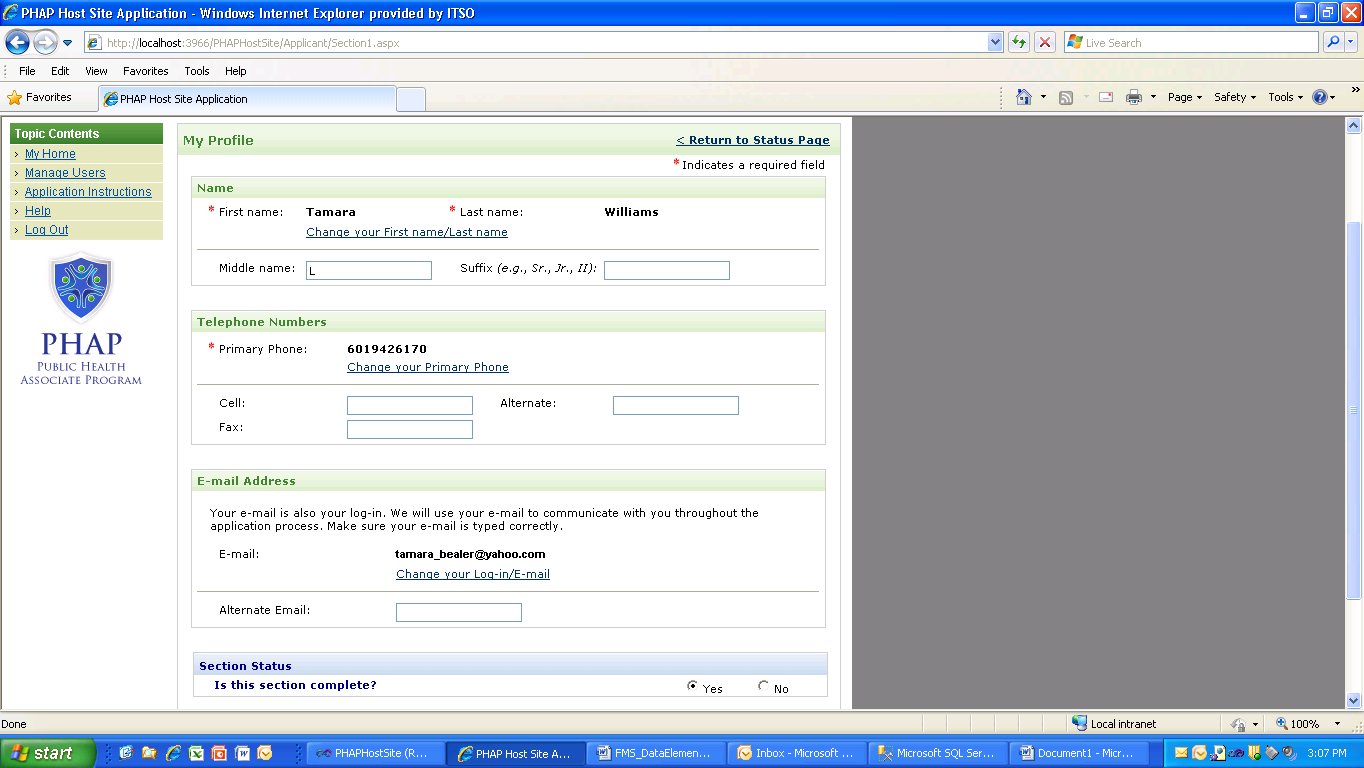 PHAP Host Site Application - Windows Internet Explorer provided by ITSO
http://localhost:3966/PHAPHostSite/Applicant/Section1.aspx
Live Search
File Edit View Favorites Tools Help
Favorites
PHAP Host Site Application
Page Safety Tools
Topic Contents
My Home
Manage Users
Application Instructions
Help
Log Out
PHAP
PUBLIC HEALTH
ASSOCIATE PROGRAM
My Profile
< Return to Status Page
* Indicates a required field
Name
* First name: Tamara * Last name: Williams
Change your First name/Last name
Middle name: L Suffix (e.g., Sr., Jr., II):
Telephone Numbers
* Primary Phone: 6019426170
Change your Primary Phone
Cell: Alternate:
Fax:
E-mail Address
Your e-mail is also your log-in. We will use your e-mail to communicate with you throughout the
application process. Make sure your e-mail is typed correctly.
E-mail: tamara_bealer@yahoo.com
Change your Log-in/E-mail
Alternate Email:
Section Status
Is this section complete? Yes No
Done Local intranet 100%
start PHAPHostSite (R... PHAP Host Site A... FMS_DataElemen... Inbox - Microsoft ... Microsoft SQL Ser... Document1 - Micr... 3:07 PM